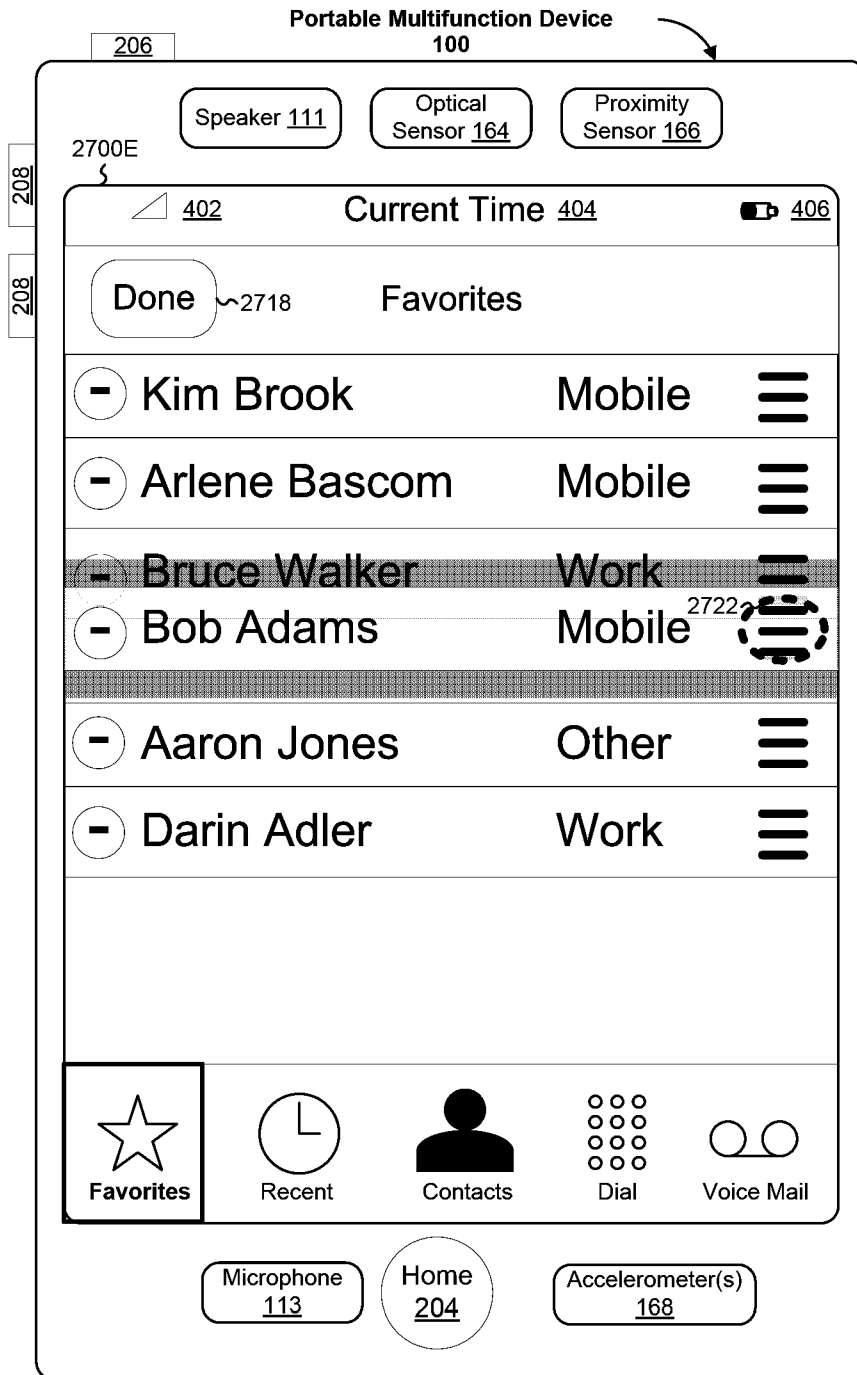 Portable Multifunction Device
100
206
Speaker 111
Optical
Sensor 164
Proximity
Sensor 166
2700E
208
402
Current Time 404
406
208
Done
2718
Favorites
- Kim Brook Mobile
- Arlene Bascom Mobile
- Bruce Walker Work
2722
- Bob Adams Mobile
- Aaron Jones Other
- Darin Adler Work
Favorites
Recent
Contacts
Dial
Voice Mail
Microphone
113
Home
204
Accelerometer(s)
168